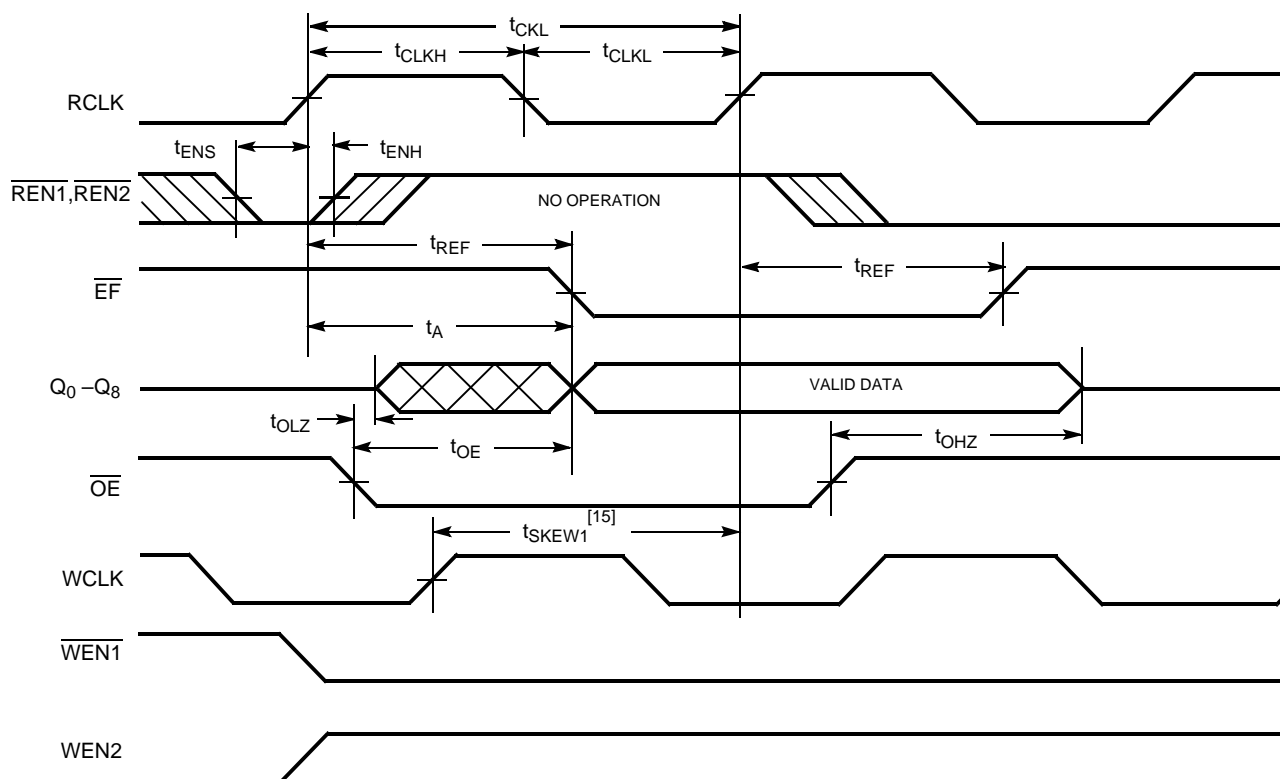 tCKL
tCLKH
tCLKL
RCLK
tENS
tENH
REN1,REN2
NO OPERATION
tREF
tREF
EF
tA
Q0 –Q8
VALID DATA
tOLZ
tOE
tOHZ
OE
tSKEW1[15]
WCLK
WEN1
WEN2